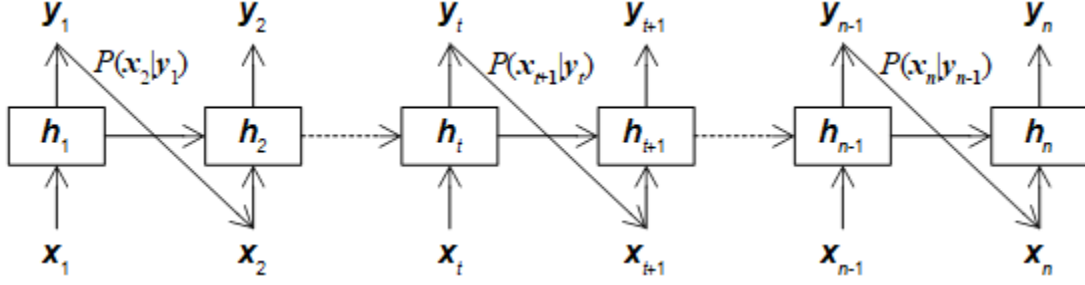 y₁ y₂ yₜ yₜ₊₁ yₙ₋₁ yₙ
P(x₂|y₁) P(xₜ₊₁|yₜ) P(xₙ|yₙ₋₁)
h₁ h₂ hₜ hₜ₊₁ hₙ₋₁ hₙ
x₁ x₂ xₜ xₜ₊₁ xₙ₋₁ xₙ